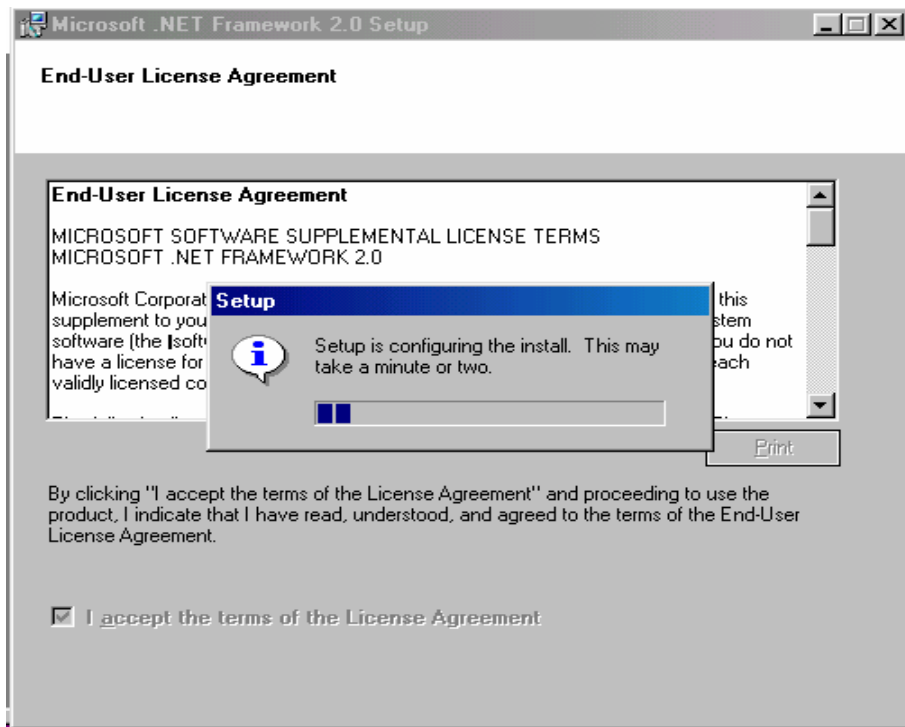 Microsoft .NET Framework 2.0 Setup
End-User License Agreement
End-User License Agreement
MICROSOFT SOFTWARE SUPPLEMENTAL LICENSE TERMS
MICROSOFT .NET FRAMEWORK 2.0
Microsoft Corporat this
supplement to you stem
software (the soft ou do not
have a license for each
validly licensed co
Setup
Setup is configuring the install. This may
take a minute or two.
Print
By clicking "I accept the terms of the License Agreement" and proceeding to use the
product, I indicate that I have read, understood, and agreed to the terms of the End-User
License Agreement.
I accept the terms of the License Agreement